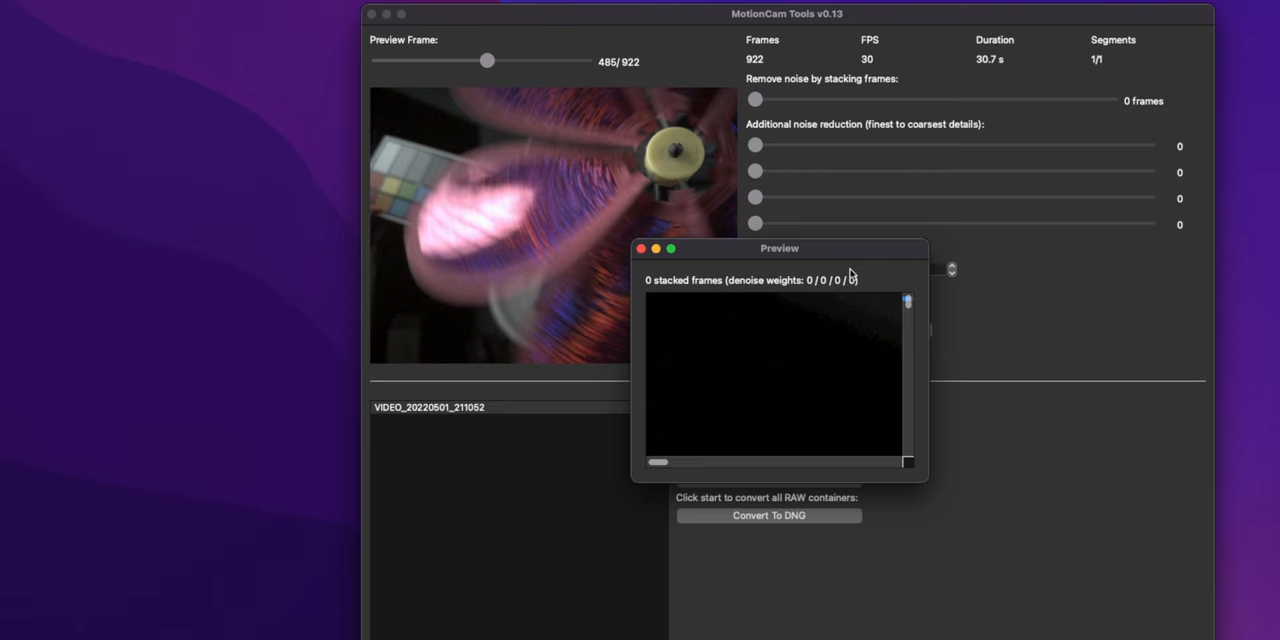 MotionCam Tools v0.13
Preview Frame:
485/ 922
Frames FPS Duration Segments
922 30 30.7 s 1/1
Remove noise by stacking frames:
0 frames
Additional noise reduction (finest to coarsest details):
0
0
0
0
Preview
0 stacked frames (denoise weights: 0 / 0 / 0 / 0)
VIDEO_20220501_211052
Click start to convert all RAW containers:
Convert To DNG